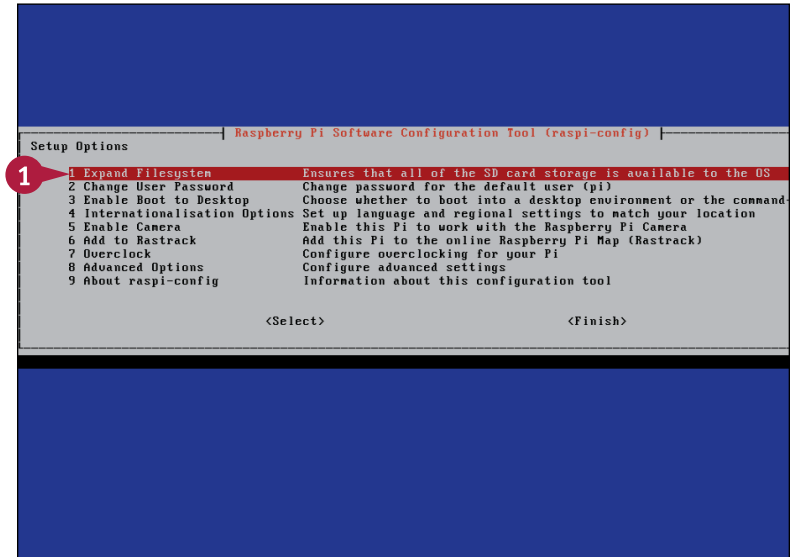 Raspberry Pi Software Configuration Tool (raspi-config)
Setup Options
1
1 Expand Filesystem Ensures that all of the SD card storage is available to the OS
2 Change User Password Change password for the default user (pi)
3 Enable Boot to Desktop Choose whether to boot into a desktop environment or the command-
4 Internationalisation Options Set up language and regional settings to match your location
5 Enable Camera Enable this Pi to work with the Raspberry Pi Camera
6 Add to Rastrack Add this Pi to the online Raspberry Pi Map (Rastrack)
7 Overclock Configure overclocking for your Pi
8 Advanced Options Configure advanced settings
9 About raspi-config Information about this configuration tool
<Select> <Finish>